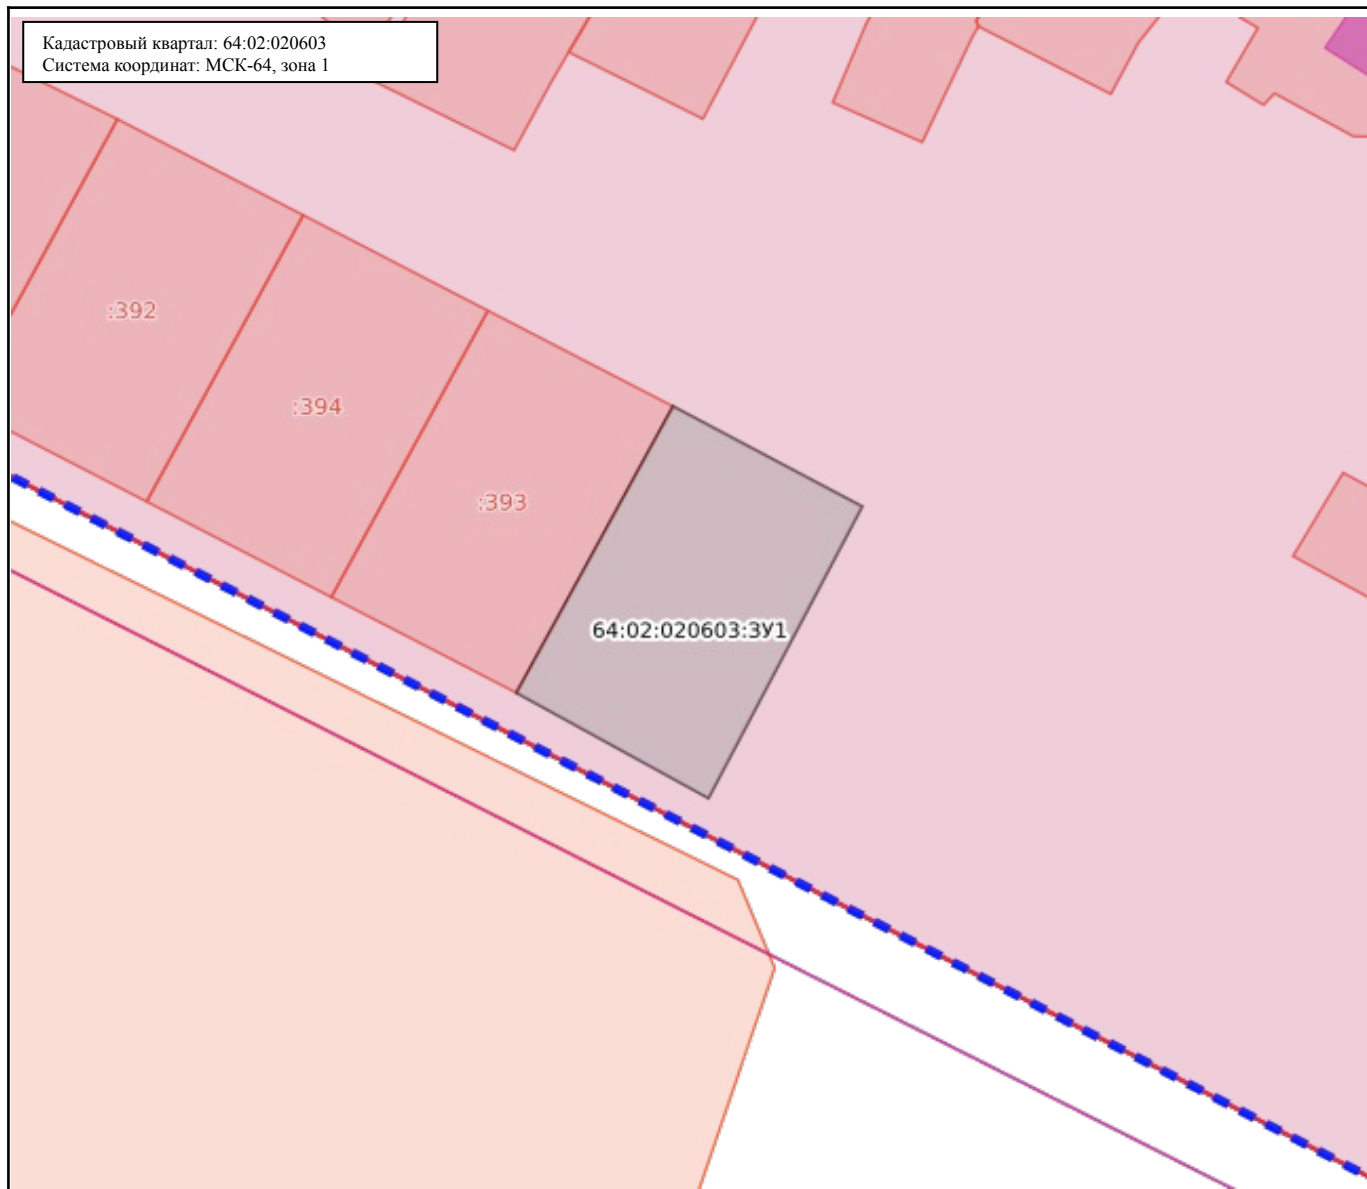 Кадастровый квартал: 64:02:020603
Система координат: МСК-64, зона 1
:392
:394
:393
64:02:020603:ЗУ1